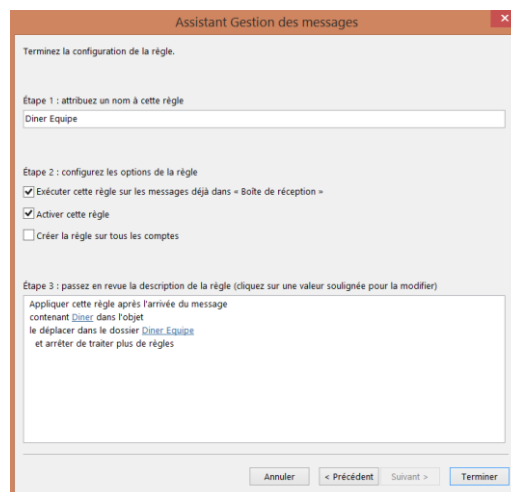 Assistant Gestion des messages
Terminez la configuration de la règle.
Étape 1 : attribuez un nom à cette règle
Diner Equipe
Étape 2 : configurez les options de la règle
Exécuter cette règle sur les messages déjà dans « Boîte de réception »
Activer cette règle
Créer la règle sur tous les comptes
Étape 3 : passez en revue la description de la règle (cliquez sur une valeur soulignée pour la modifier)
Appliquer cette règle après l'arrivée du message
contenant Diner dans l'objet
le déplacer dans le dossier Diner Equipe
et arrêter de traiter plus de règles
Annuler < Précédent Suivant > Terminer